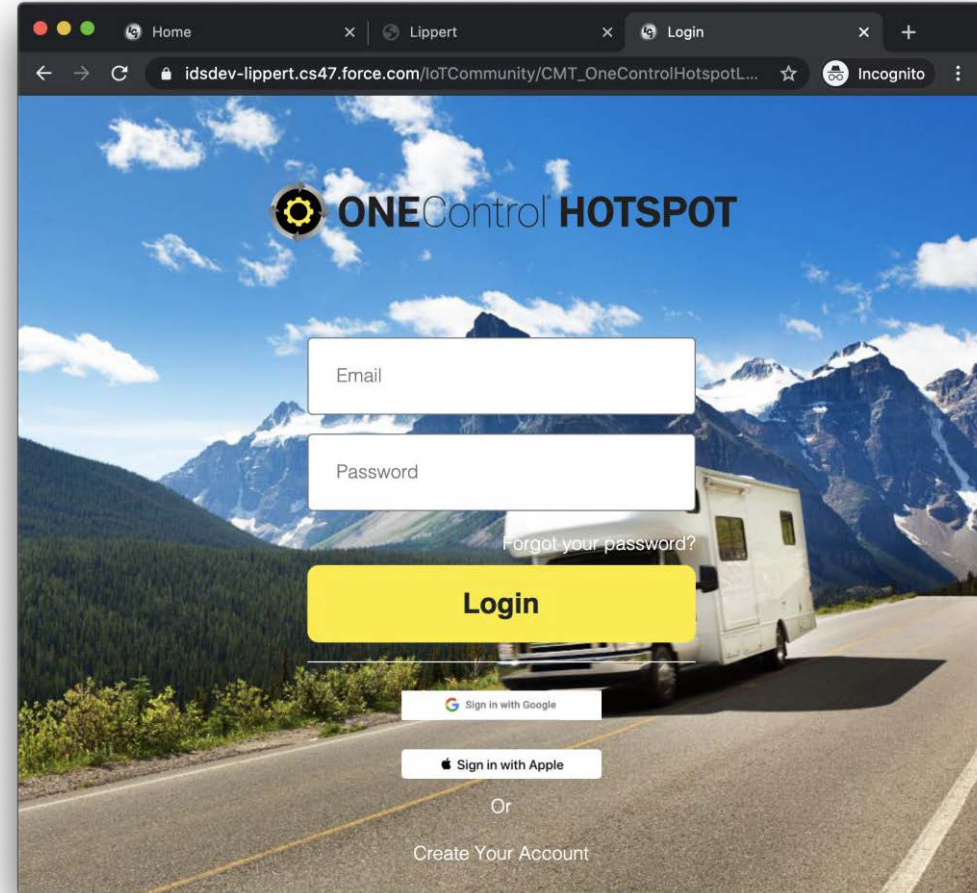 Home
Lippert
Login
idsdev-lippert.cs47.force.com/IoTCommunity/CMT_OneControlHotspotL...
Incognito
ONEControl HOTSPOT
Email
Password
Forgot your password?
Login
Sign in with Google
Sign in with Apple
Or
Create Your Account